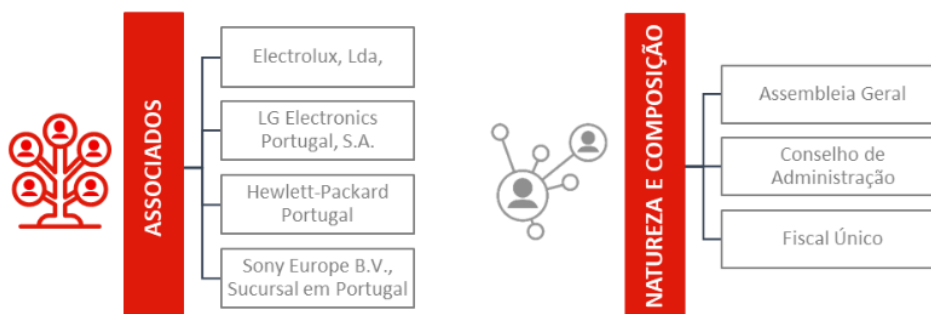 ASSOCIADOS
Electrolux, Lda,
LG Electronics
Portugal, S.A.
Hewlett-Packard
Portugal
Sony Europe B.V.,
Sucursal em Portugal
NATUREZA E COMPOSIÇÃO
Assembleia Geral
Conselho de
Administração
Fiscal Único